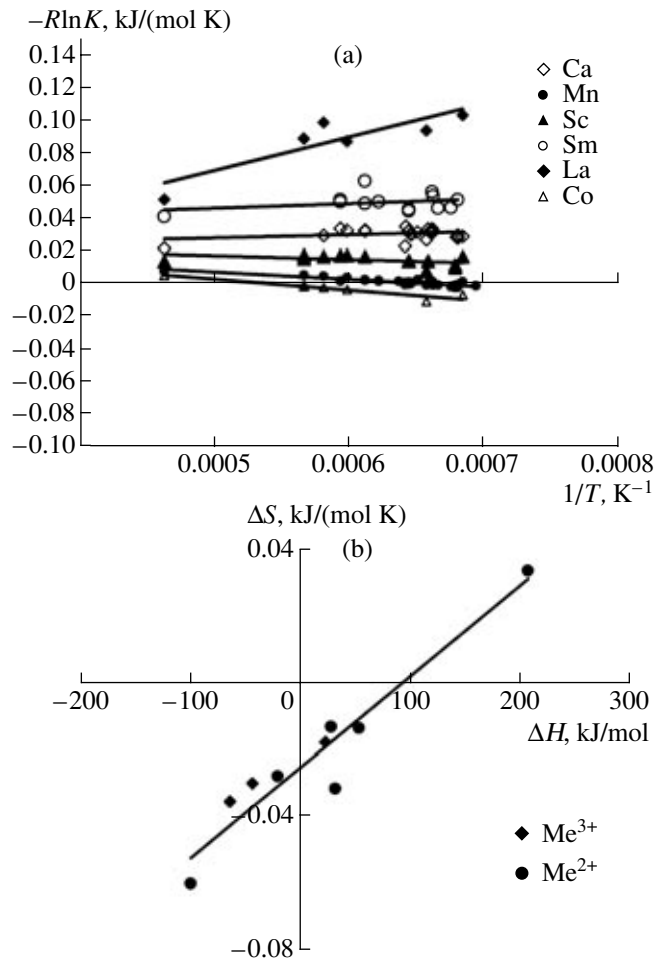 −RlnK, kJ/(mol K)
0.14
(a)
0.12
0.10
0.08
0.06
0.04
0.02
0
−0.02
−0.04
−0.06
−0.08
−0.10
Ca
Mn
Sc
Sm
La
Co
0.0005 0.0006 0.0007 0.0008
1/T, K⁻¹
ΔS, kJ/(mol K)
0.04
(b)
−200 −100 0 100 200 300
ΔH, kJ/mol
−0.04
Me³⁺
Me²⁺
−0.08